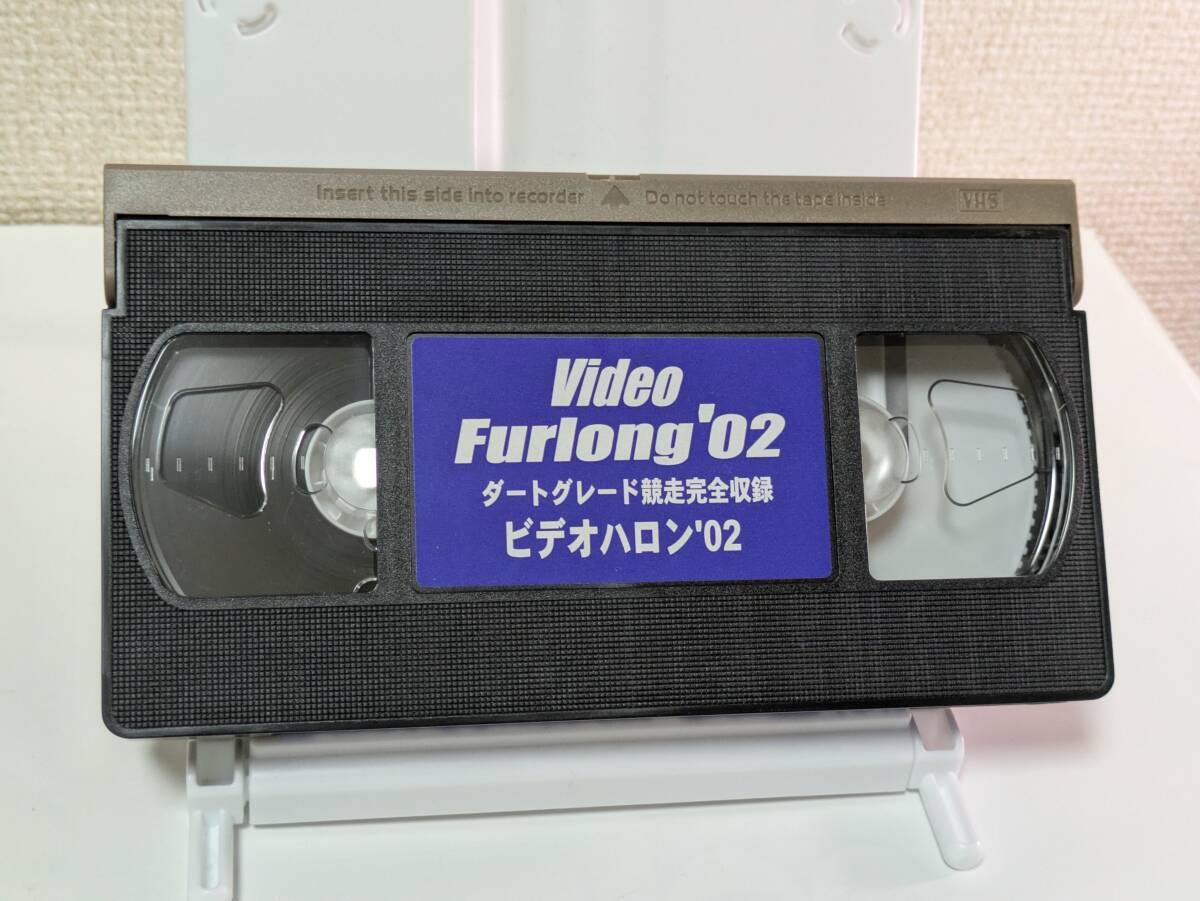 Insert this side into recorder Do not touch the tape inside VHS
Video
Furlong '02
ダートグレード競走完全収録
ビデオハロン'02